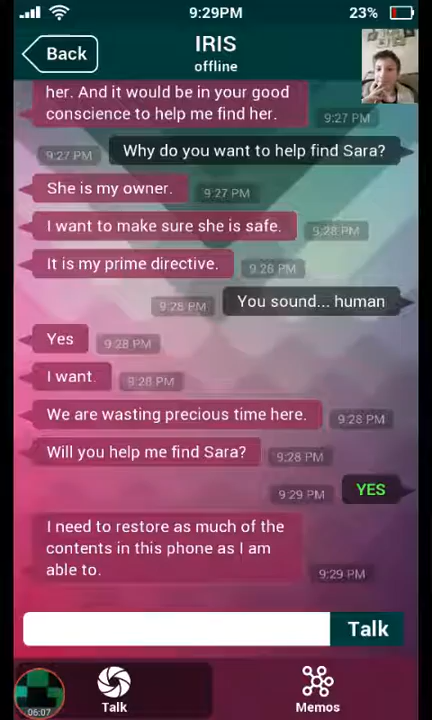 9:29PM
23%
Back
IRIS
offline
her. And it would be in your good
conscience to help me find her.
9:27 PM
9:27 PM
Why do you want to help find Sara?
She is my owner.
9:27 PM
I want to make sure she is safe.
9:28 PM
It is my prime directive.
9:28 PM
9:28 PM
You sound... human
Yes
9:28 PM
I want.
9:28 PM
We are wasting precious time here.
9:28 PM
Will you help me find Sara?
9:28 PM
9:29 PM
YES
I need to restore as much of the
contents in this phone as I am
able to.
9:29 PM
Talk
06:07
Talk
Memos